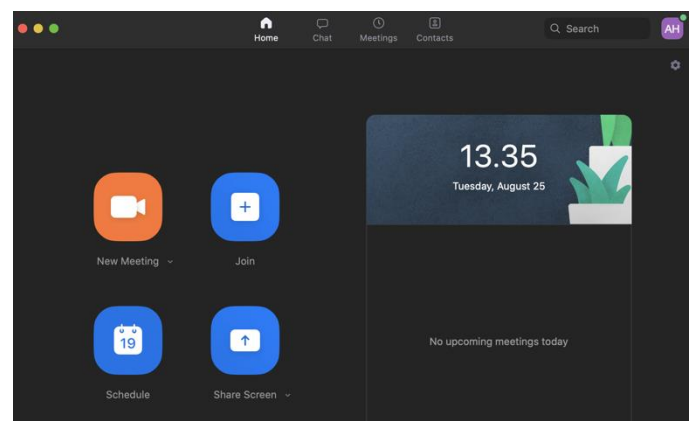 Home
Chat
Meetings
Contacts
Search
AH
13.35
Tuesday, August 25
New Meeting
Join
19
Schedule
Share Screen
No upcoming meetings today